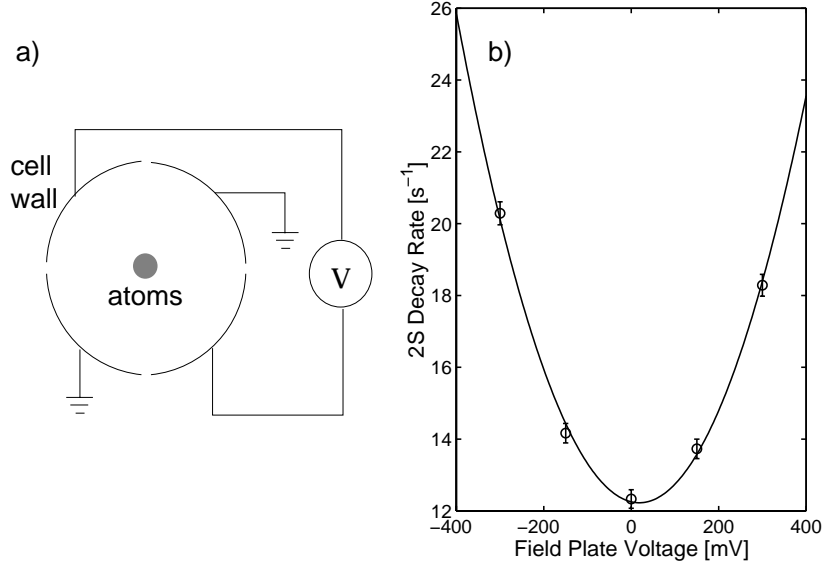 a)
cell
wall
atoms
V
b)
2S Decay Rate [s⁻¹]
26
24
22
20
18
16
14
12
−400
−200
0
200
400
Field Plate Voltage [mV]